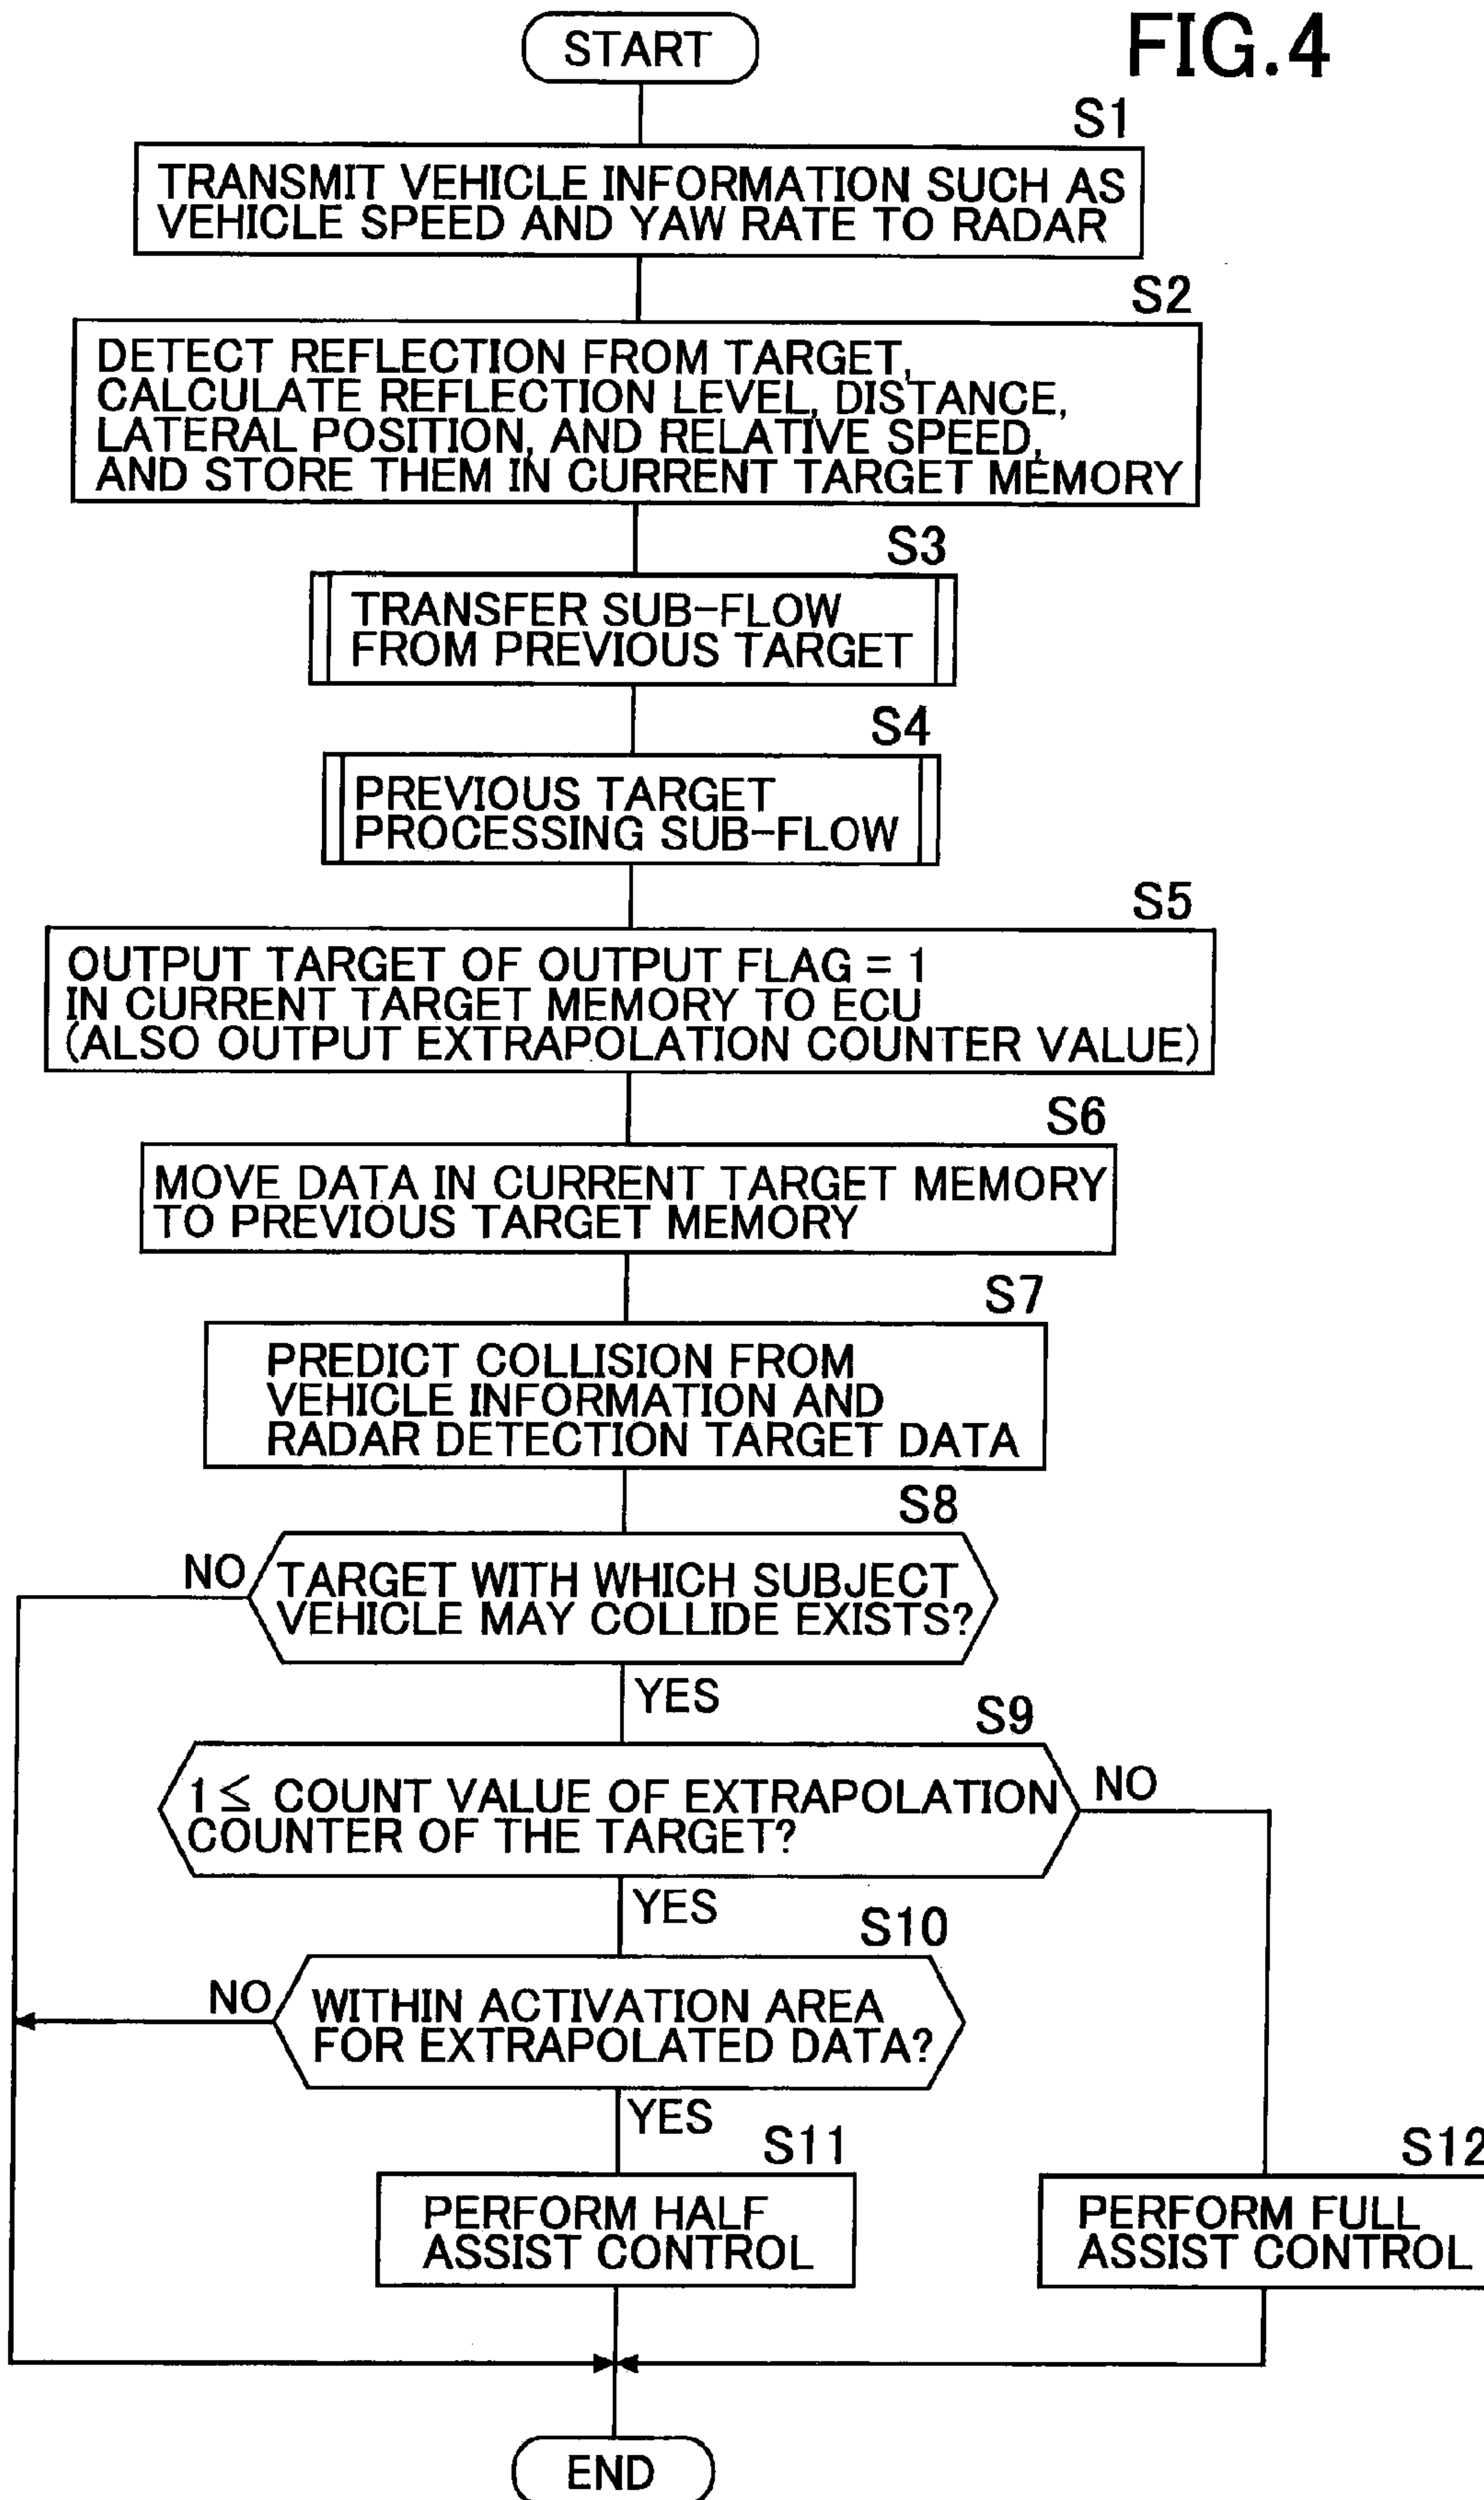 FIG.4
START
S1
TRANSMIT VEHICLE INFORMATION SUCH AS
VEHICLE SPEED AND YAW RATE TO RADAR
S2
DETECT REFLECTION FROM TARGET,
CALCULATE REFLECTION LEVEL, DISTANCE,
LATERAL POSITION, AND RELATIVE SPEED,
AND STORE THEM IN CURRENT TARGET MEMORY
S3
TRANSFER SUB-FLOW
FROM PREVIOUS TARGET
S4
PREVIOUS TARGET
PROCESSING SUB-FLOW
S5
OUTPUT TARGET OF OUTPUT FLAG = 1
IN CURRENT TARGET MEMORY TO ECU
(ALSO OUTPUT EXTRAPOLATION COUNTER VALUE)
S6
MOVE DATA IN CURRENT TARGET MEMORY
TO PREVIOUS TARGET MEMORY
S7
PREDICT COLLISION FROM
VEHICLE INFORMATION AND
RADAR DETECTION TARGET DATA
S8
NO
TARGET WITH WHICH SUBJECT
VEHICLE MAY COLLIDE EXISTS?
YES
S9
1≤ COUNT VALUE OF EXTRAPOLATION
COUNTER OF THE TARGET?
NO
YES
S10
NO
WITHIN ACTIVATION AREA
FOR EXTRAPOLATED DATA?
YES
S11
PERFORM HALF
ASSIST CONTROL
S12
PERFORM FULL
ASSIST CONTROL
END